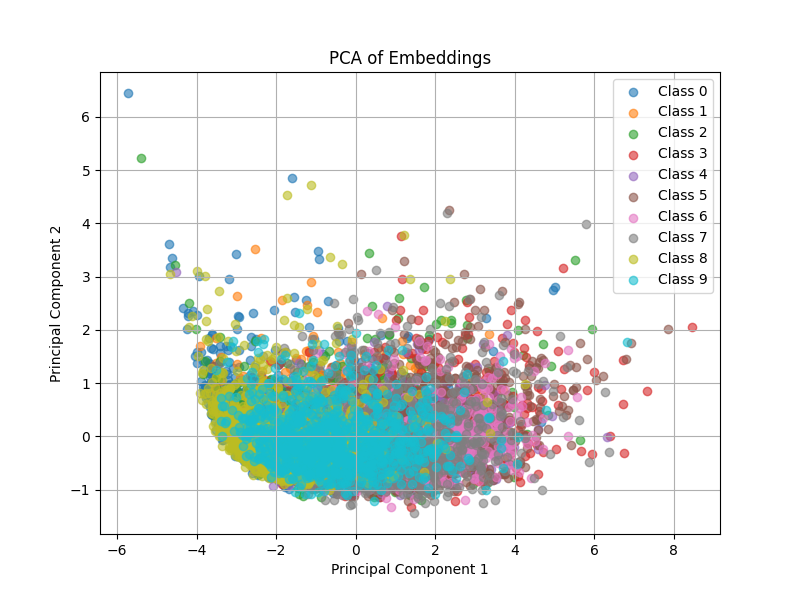 PCA of Embeddings
Class 0
Class 1
Class 2
Class 3
Class 4
Class 5
Class 6
Class 7
Class 8
Class 9
Principal Component 2
6
5
4
3
2
1
0
−1
−6 −4 −2 0 2 4 6 8
Principal Component 1